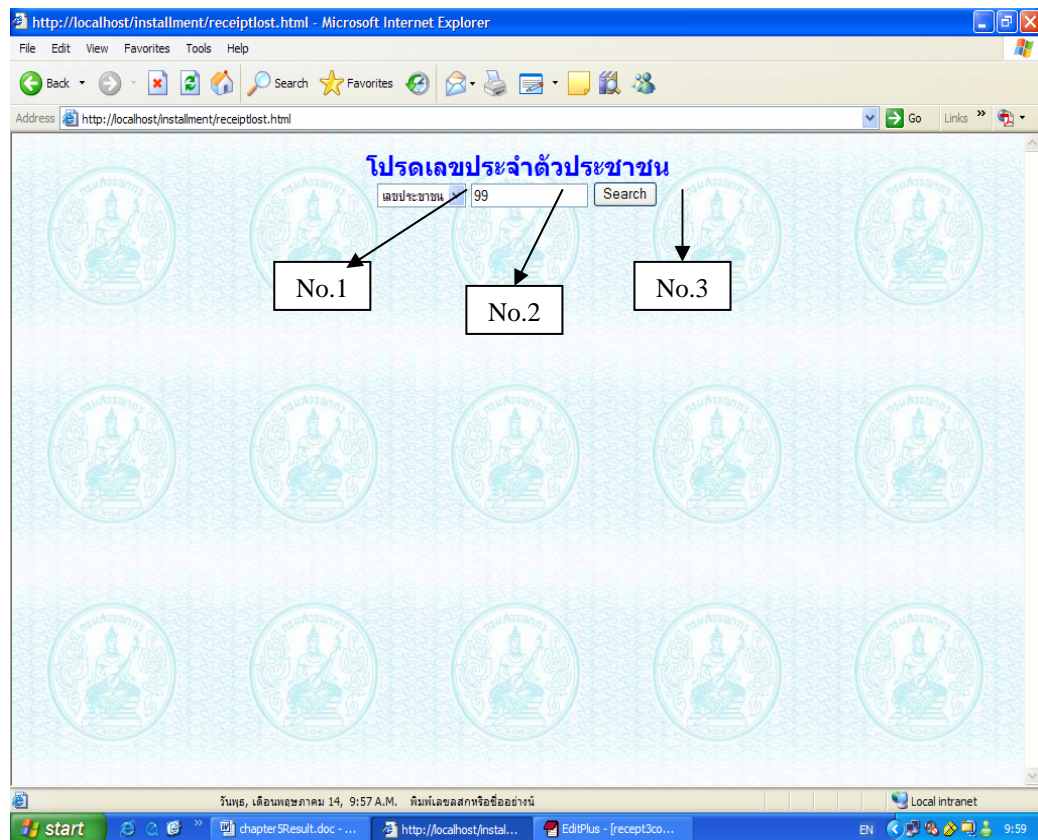 http://localhost/installment/receiptlost.html - Microsoft Internet Explorer
File Edit View Favorites Tools Help
Back Search Favorites
Address http://localhost/installment/receiptlost.html Go Links »
โปรดเลขประจำตัวประชาชน
เลขประชาชน 99 Search
No.1
No.2
No.3
วันพุธ, เดือนพฤษภาคม 14, 9:57 A.M. พิมพ์เลขสกหรือชื่ออย่างนี้
Local intranet
start » chapter5Result.doc - ... http://localhost/instal... EditPlus - [recept3co... EN 9:59